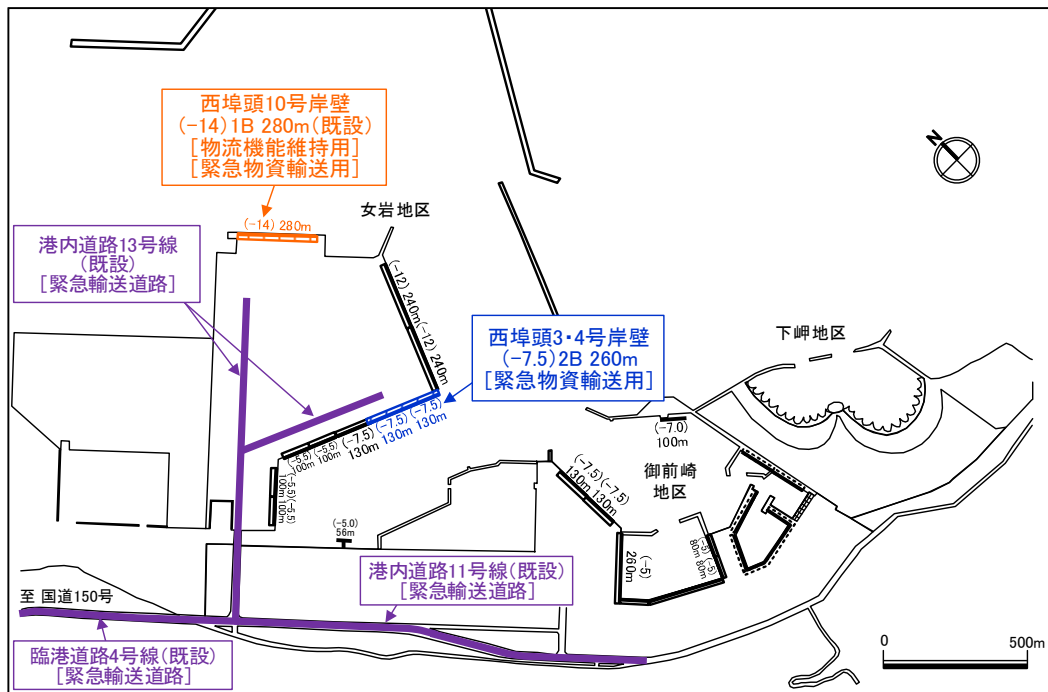 西埠頭10号岸壁
(-14)1B 280m(既設)
[物流機能維持用]
[緊急物資輸送用]
N
女岩地区
(-14) 280m
港内道路13号線
(既設)
[緊急輸送道路]
(-12) 240m
(-12) 240m
西埠頭3・4号岸壁
(-7.5)2B 260m
[緊急物資輸送用]
下岬地区
(-7.5)
130m
(-7.5)
130m
(-7.5)
130m
(-5.5)
100m
(-5.5)
100m
(-5.5)
100m
(-5.5)
100m
(-7.0)
100m
御前崎
地区
(-7.5)
130m
(-7.5)
130m
(-5.0)
56m
(-5)
260m
(-5)
80m
(-5)
80m
港内道路11号線(既設)
[緊急輸送道路]
至 国道150号
臨港道路4号線(既設)
[緊急輸送道路]
0 500m